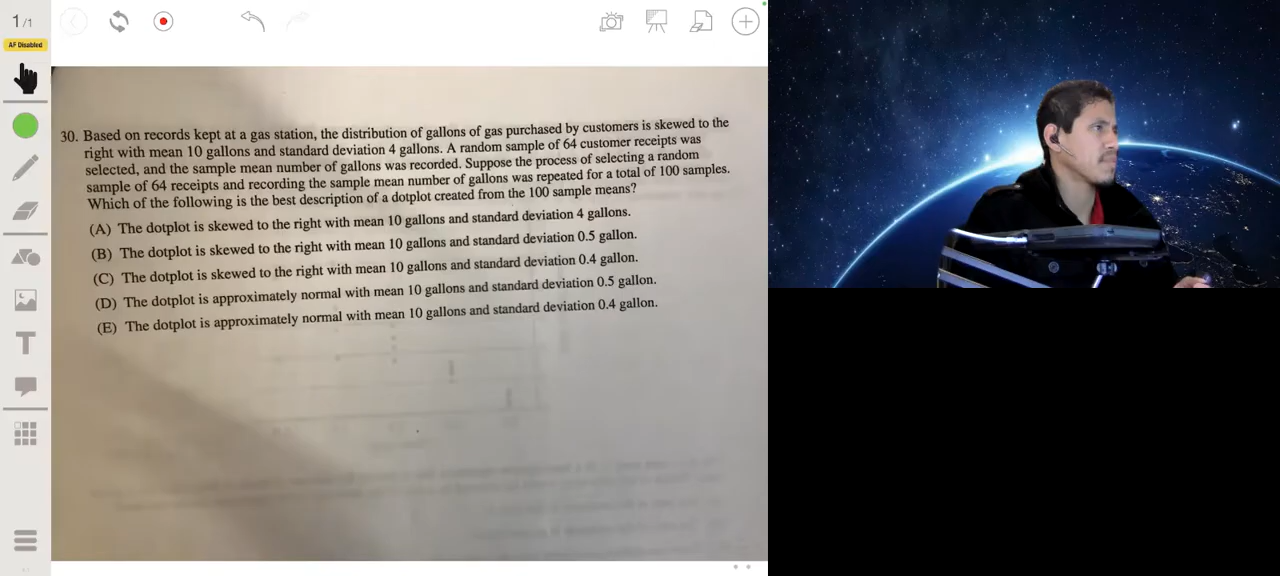 1/1
AF Disabled
30. Based on records kept at a gas station, the distribution of gallons of gas purchased by customers is skewed to the
right with mean 10 gallons and standard deviation 4 gallons. A random sample of 64 customer receipts was
selected, and the sample mean number of gallons was recorded. Suppose the process of selecting a random
sample of 64 receipts and recording the sample mean number of gallons was repeated for a total of 100 samples.
Which of the following is the best description of a dotplot created from the 100 sample means?
(A) The dotplot is skewed to the right with mean 10 gallons and standard deviation 4 gallons.
(B) The dotplot is skewed to the right with mean 10 gallons and standard deviation 0.5 gallon.
(C) The dotplot is skewed to the right with mean 10 gallons and standard deviation 0.4 gallon.
(D) The dotplot is approximately normal with mean 10 gallons and standard deviation 0.5 gallon.
(E) The dotplot is approximately normal with mean 10 gallons and standard deviation 0.4 gallon.
T